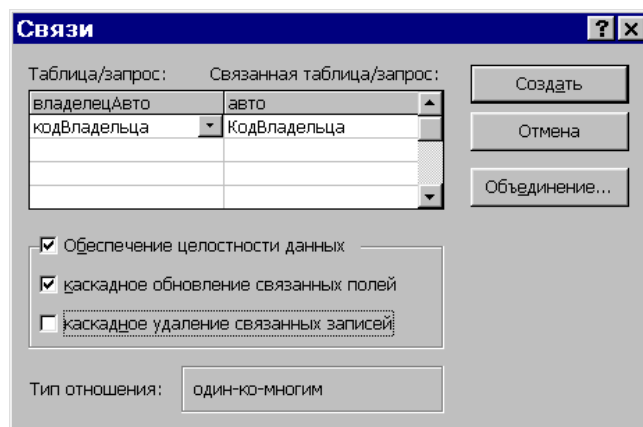 Связи
Таблица/запрос: Связанная таблица/запрос:
владелецАвто авто
кодВладельца КодВладельца
Создать
Отмена
Объединение...
Обеспечение целостности данных
каскадное обновление связанных полей
каскадное удаление связанных записей
Тип отношения: один-ко-многим